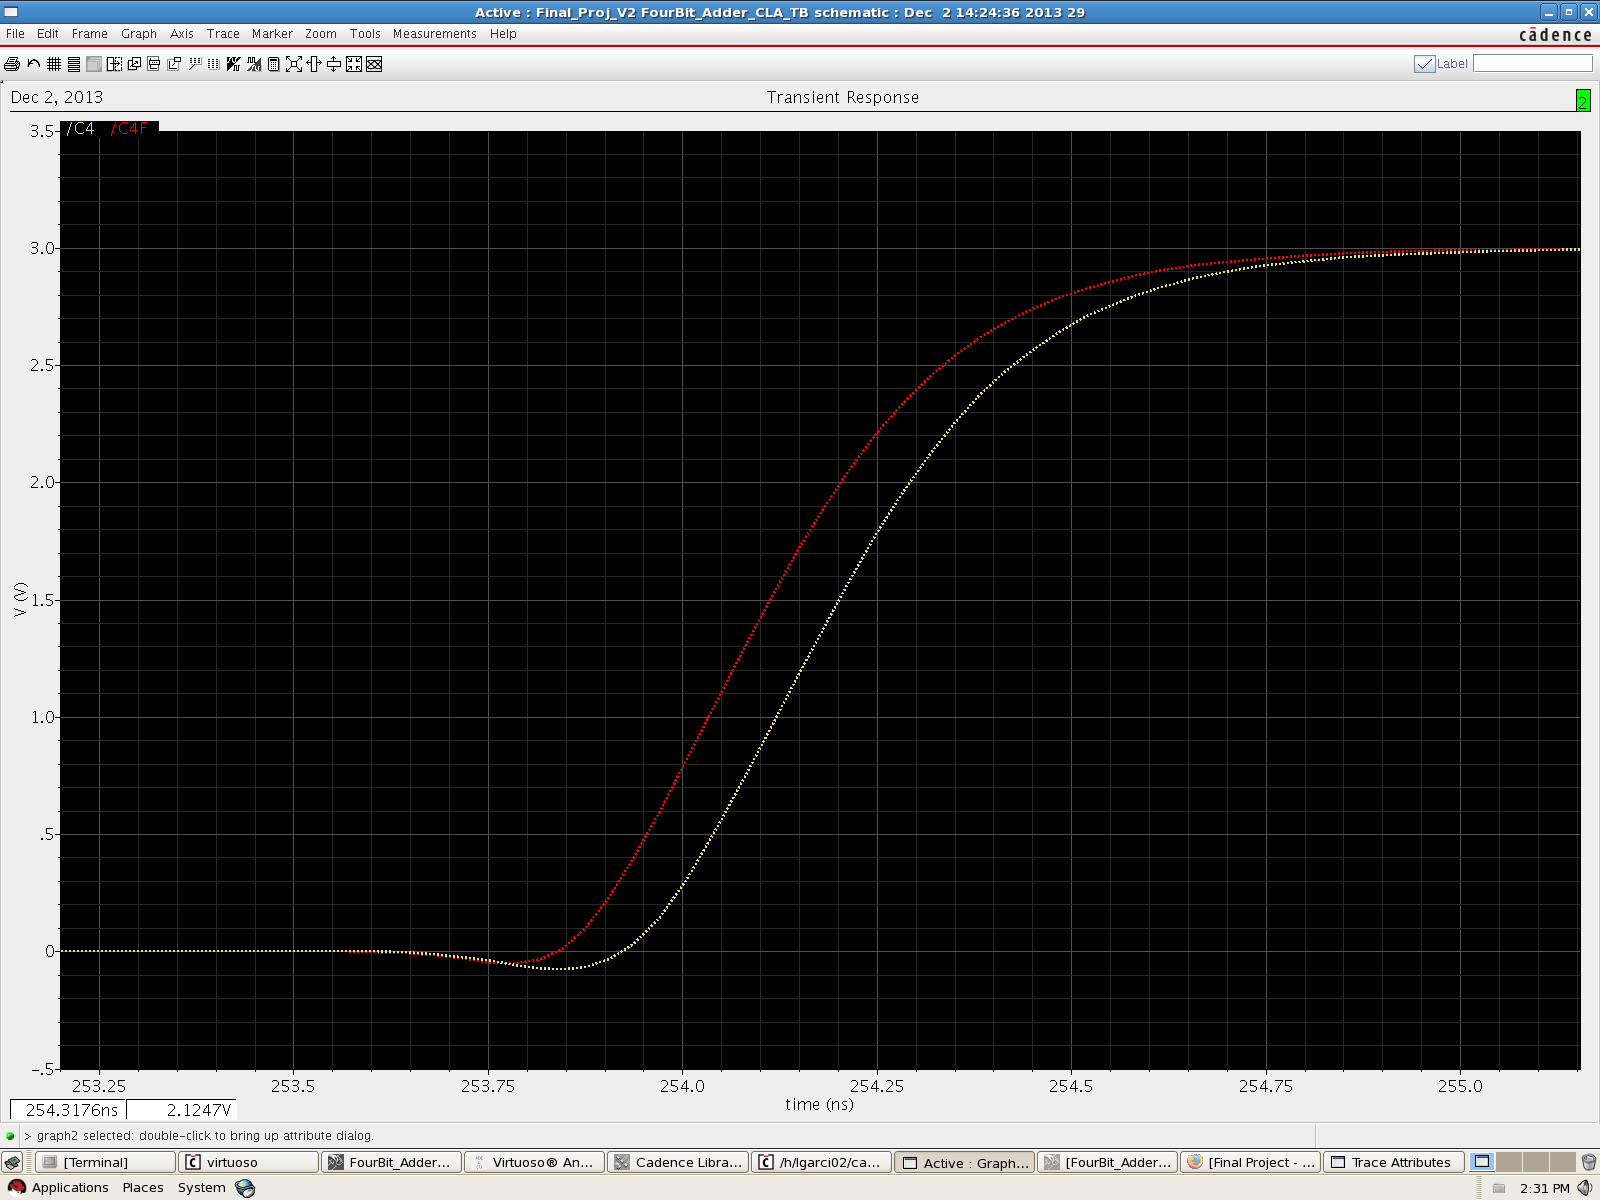 Active : Final_Proj_V2 FourBit_Adder_CLA_TB schematic : Dec  2 14:24:36 2013 29
File Edit Frame Graph Axis Trace Marker Zoom Tools Measurements Help
cādence
Label
Dec 2, 2013
Transient Response
2
/C4 /C4F
3.5
3.0
2.5
2.0
V (V)
1.5
1.0
.5
0
-.5
253.25 253.5 253.75 254.0 254.25 254.5 254.75 255.0
time (ns)
254.3176ns 2.1247V
> graph2 selected: double-click to bring up attribute dialog.
[Terminal] virtuoso FourBit_Adder... Virtuoso® An... Cadence Libra... /h/lgarci02/ca... Active : Graph... [FourBit_Adder... [Final Project - ... Trace Attributes
Applications Places System 2:31 PM